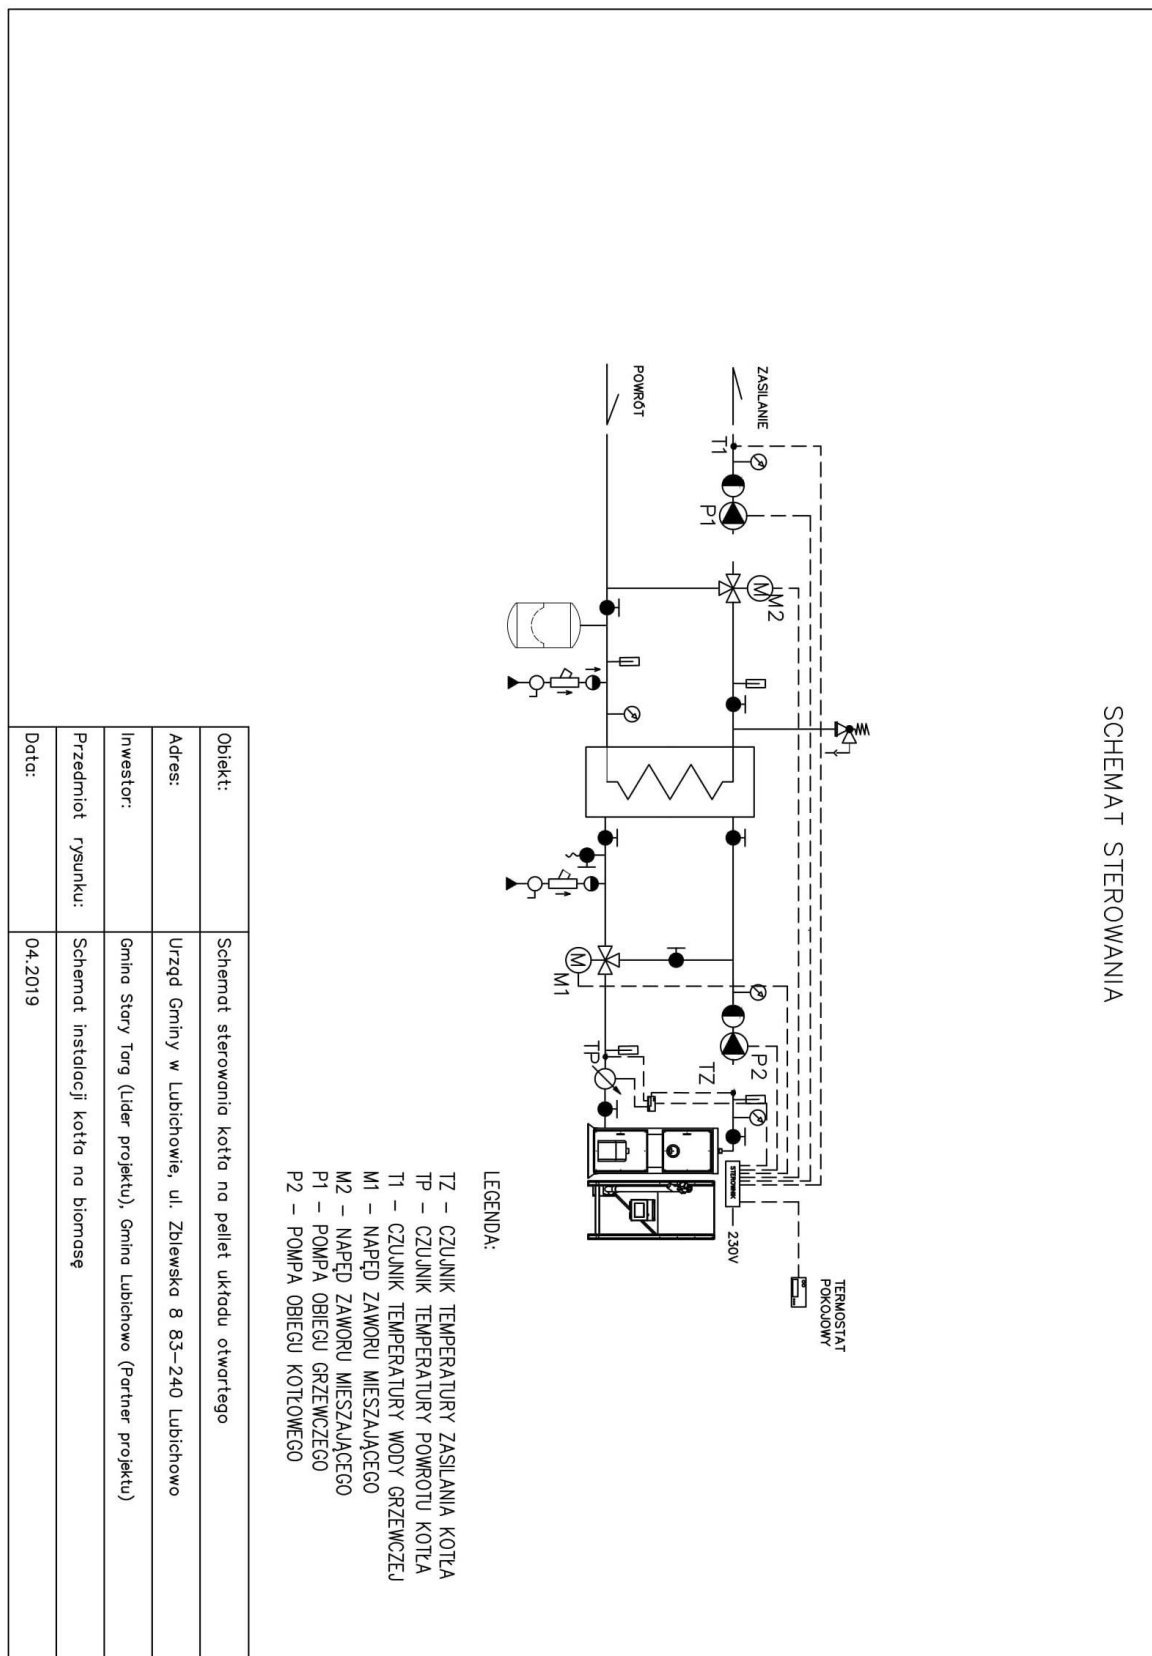 SCHEMAT STEROWANIA
ZASILANIE
POWRÓT
T1
P1
M
M2
M
M1
P2
TZ
TP
STEROWNIK
230V
TERMOSTAT
POKOJOWY
LEGENDA:
TZ – CZUJNIK TEMPERATURY ZASILANIA KOTŁA
TP – CZUJNIK TEMPERATURY POWROTU KOTŁA
T1 – CZUJNIK TEMPERATURY WODY GRZEWCZEJ
M1 – NAPĘD ZAWORU MIESZAJĄCEGO
M2 – NAPĘD ZAWORU MIESZAJĄCEGO
P1 – POMPA OBIEGU GRZEWCZEGO
P2 – POMPA OBIEGU KOTŁOWEGO
Obiekt: Schemat sterowania kotła na pellet układu otwartego
Adres: Urząd Gminy w Lubichowie, ul. Zblewska 8 83–240 Lubichowo
Inwestor: Gmina Stary Targ (Lider projektu), Gmina Lubichowo (Partner projektu)
Przedmiot rysunku: Schemat instalacji kotła na biomasę
Data: 04.2019